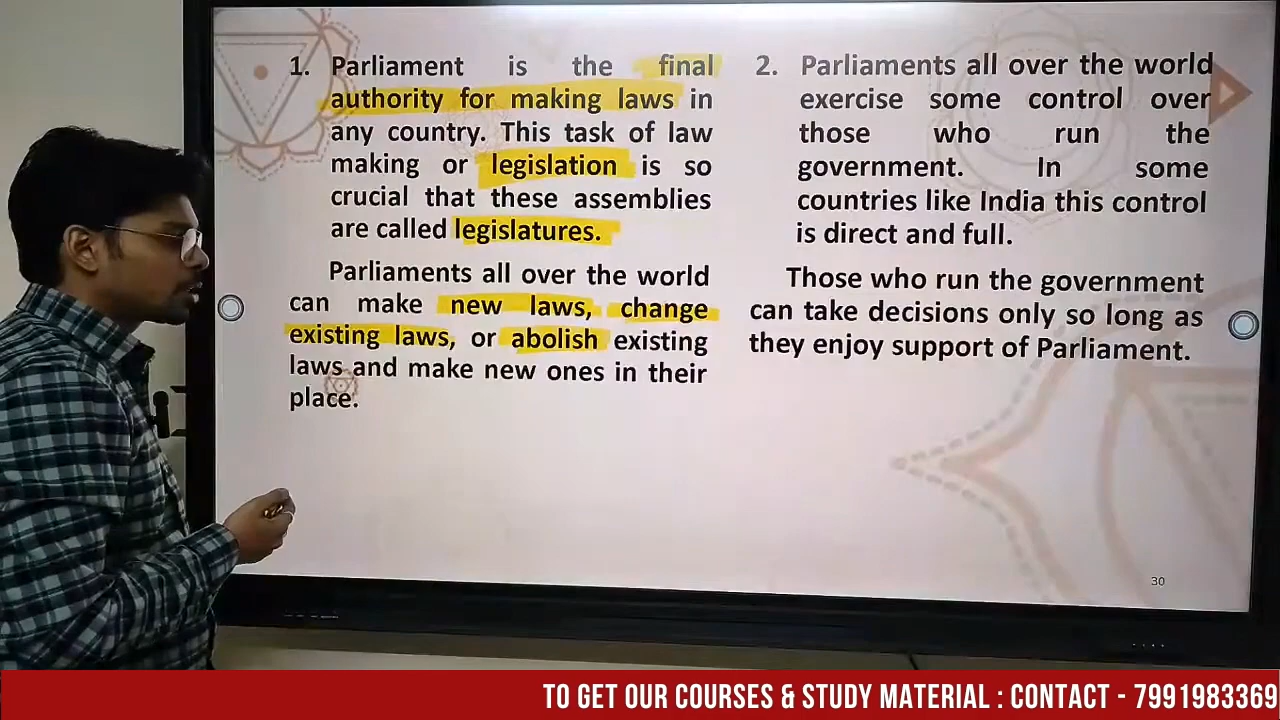 1. Parliament is the final
authority for making laws in
any country. This task of law
making or legislation is so
crucial that these assemblies
are called legislatures.
Parliaments all over the world
can make new laws, change
existing laws, or abolish existing
laws and make new ones in their
place.
2. Parliaments all over the world
exercise some control over
those who run the
government. In some
countries like India this control
is direct and full.
Those who run the government
can take decisions only so long as
they enjoy support of Parliament.
30
TO GET OUR COURSES & STUDY MATERIAL : CONTACT - 7991983369